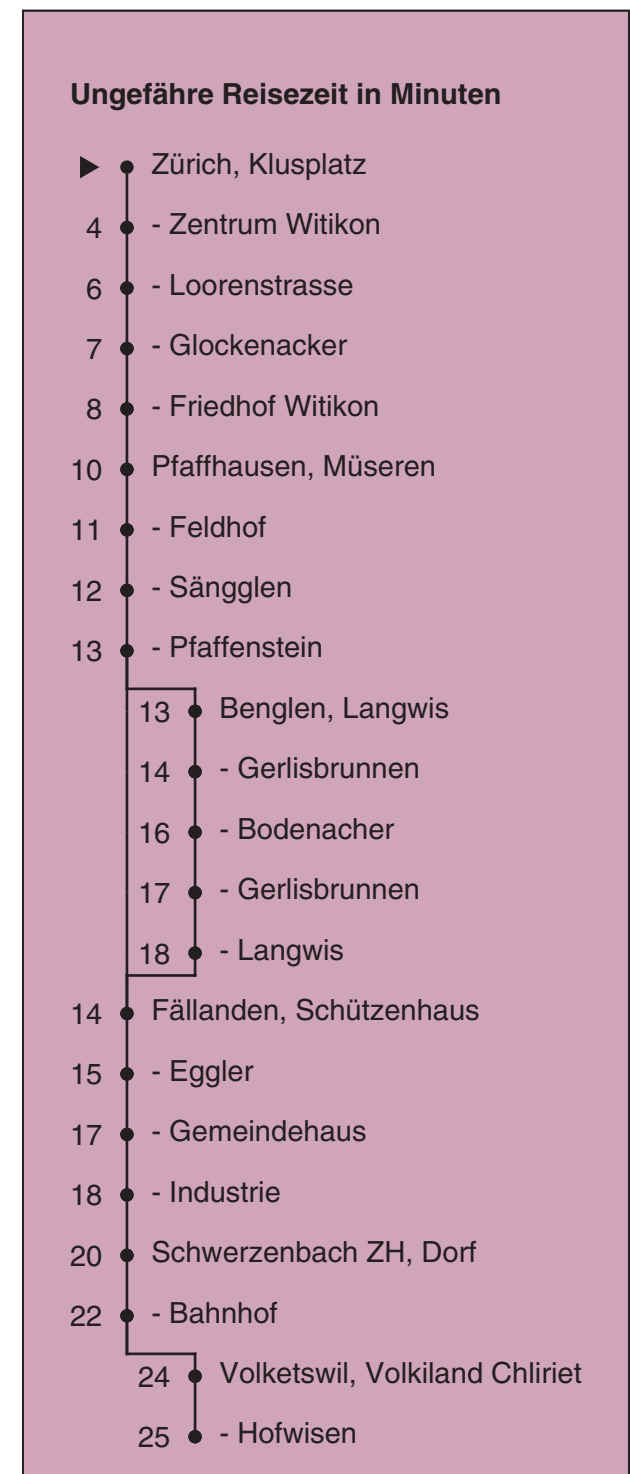 Ungefähre Reisezeit in Minuten
Zürich, Klusplatz
4 - Zentrum Witikon
6 - Loorenstrasse
7 - Glockenacker
8 - Friedhof Witikon
10 Pfaffhausen, Müseren
11 - Feldhof
12 - Sängglen
13 - Pfaffenstein
13 Benglen, Langwis
14 - Gerlisbrunnen
16 - Bodenacher
17 - Gerlisbrunnen
18 - Langwis
14 Fällanden, Schützenhaus
15 - Eggler
17 - Gemeindehaus
18 - Industrie
20 Schwerzenbach ZH, Dorf
22 - Bahnhof
24 Volketswil, Volkiland Chliriet
25 - Hofwisen